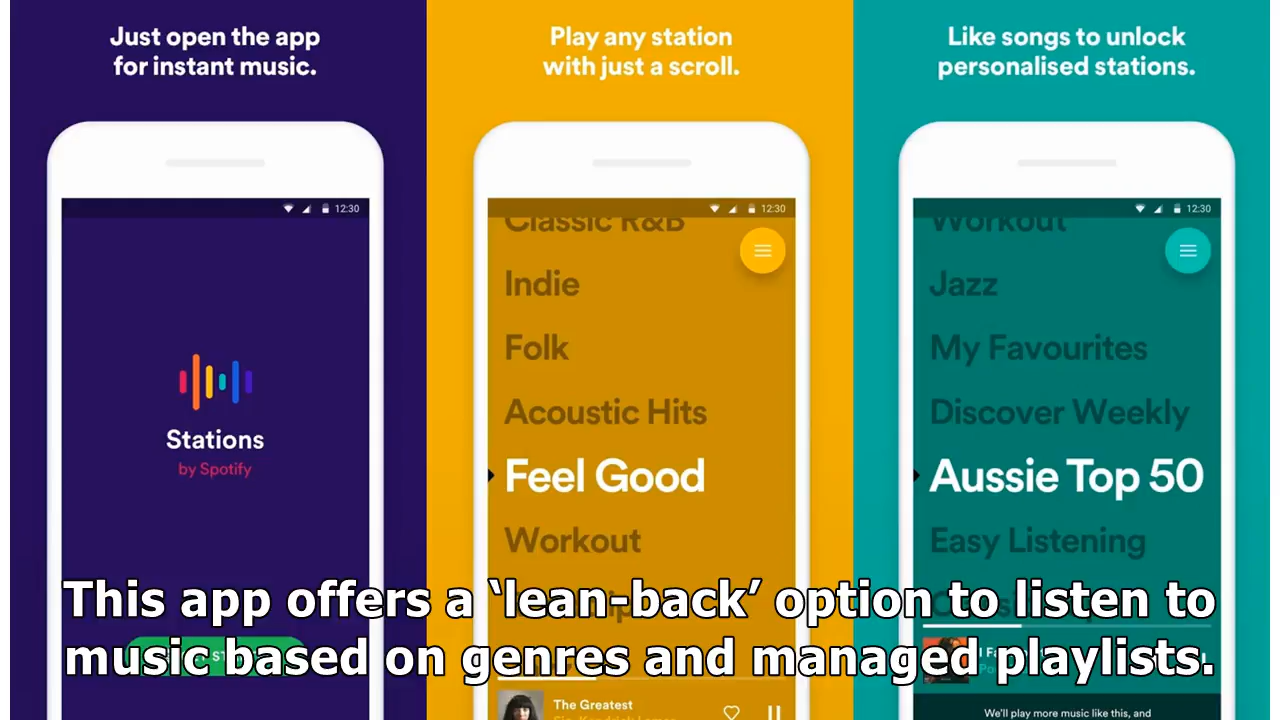 Just open the app
for instant music.
Play any station
with just a scroll.
Like songs to unlock
personalised stations.
12:30
12:30
12:30
Classic R&B
Indie
Folk
Acoustic Hits
Feel Good
Workout
Workout
Jazz
My Favourites
Discover Weekly
Aussie Top 50
Easy Listening
Stations
by Spotify
This app offers a ‘lean-back’ option to listen to
music based on genres and managed playlists.
The Greatest
We'll play more music like this, and